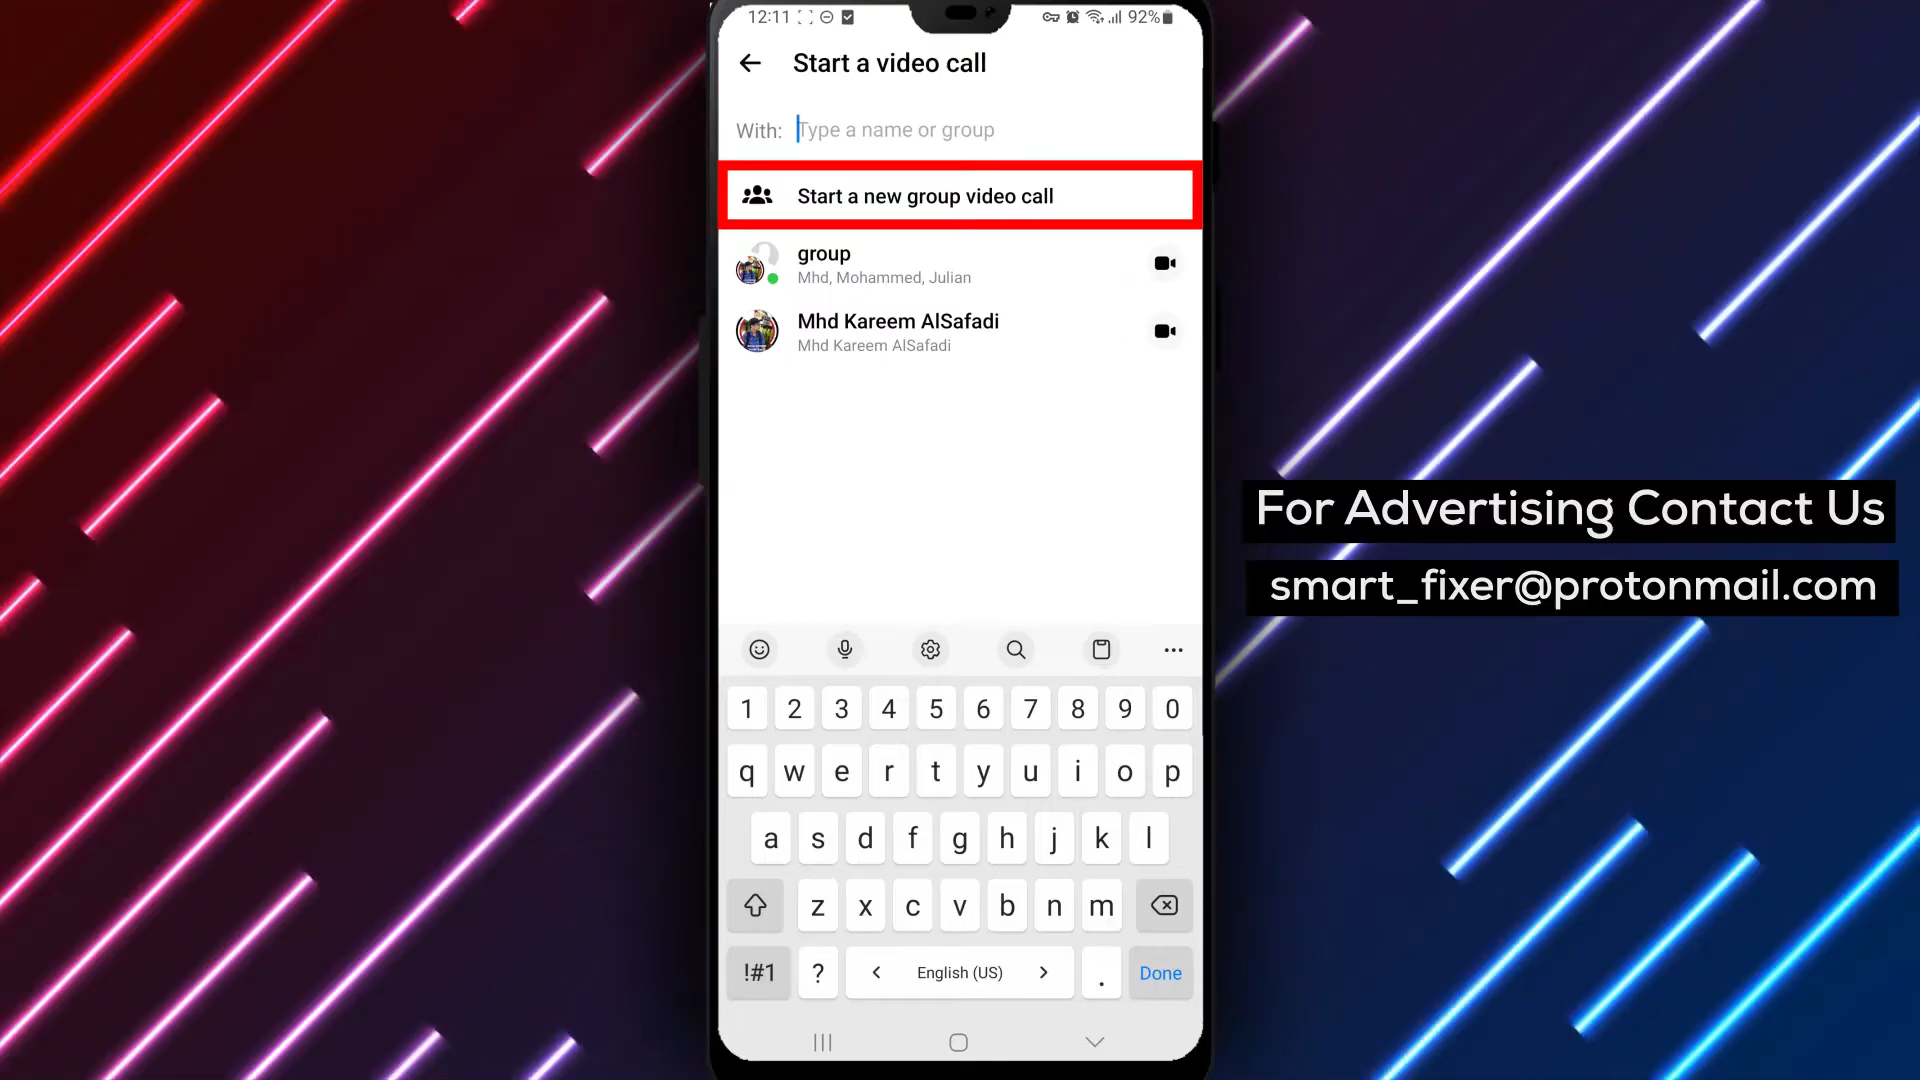 12:11
92%
Start a video call
With: Type a name or group
Start a new group video call
group
Mhd, Mohammed, Julian
Mhd Kareem AlSafadi
Mhd Kareem AlSafadi
For Advertising Contact Us
smart_fixer@protonmail.com
1 2 3 4 5 6 7 8 9 0
q w e r t y u i o p
a s d f g h j k l
z x c v b n m
!#1 ? < English (US) > . Done